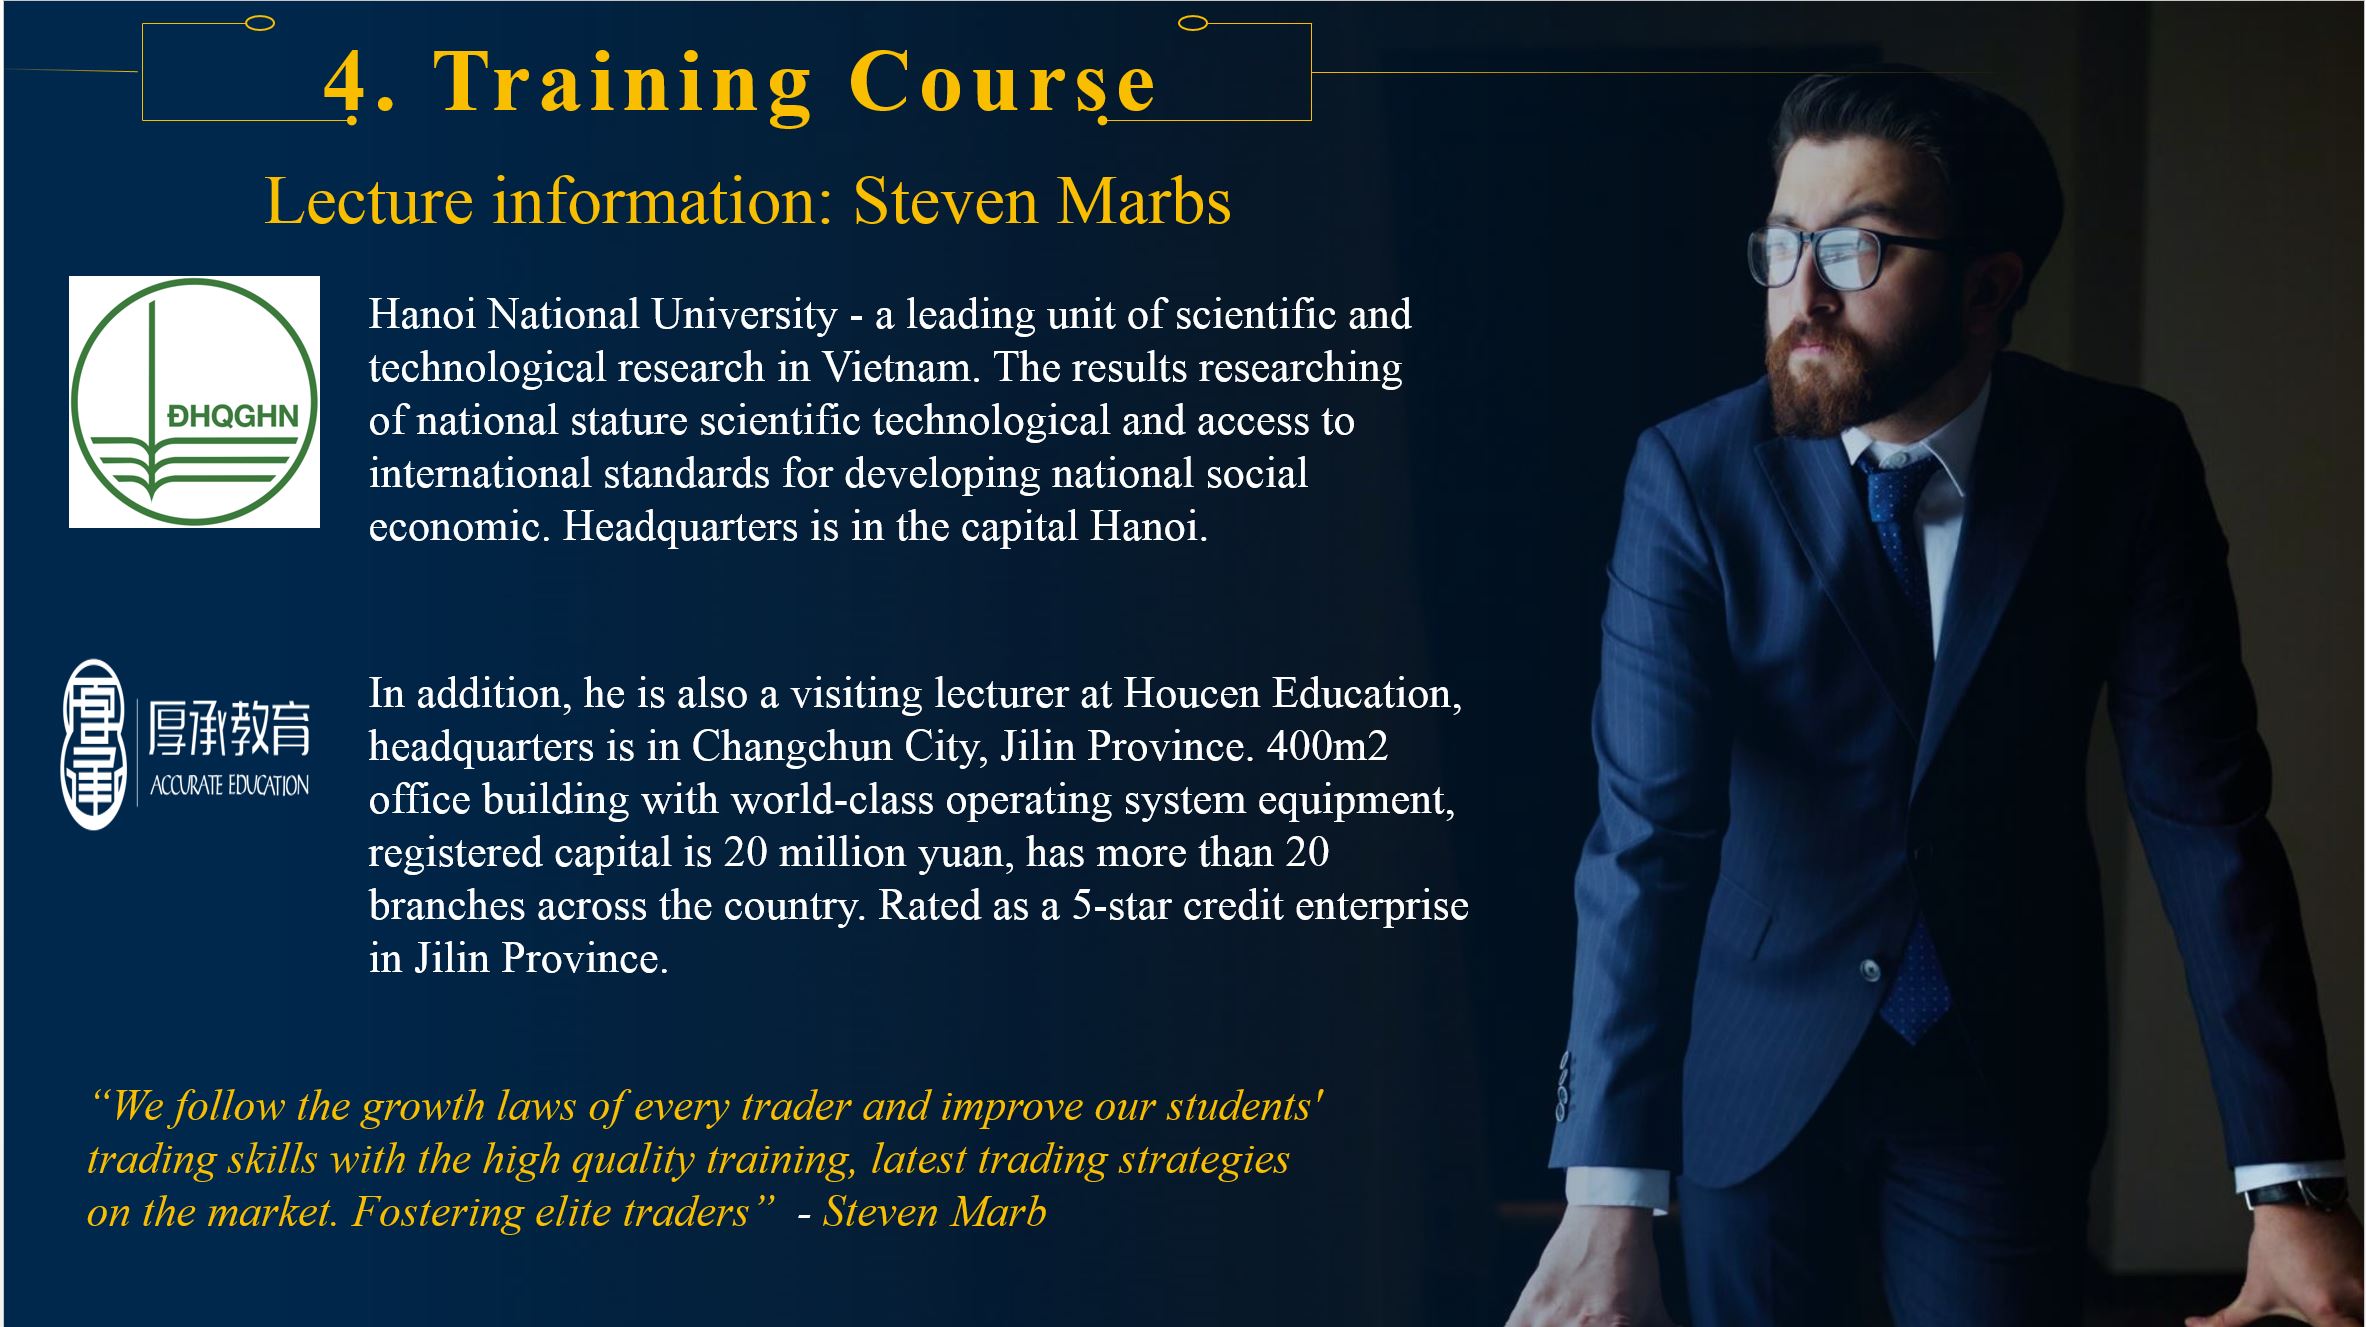 4. Training Course
Lecture information: Steven Marbs
ĐHQGHN
Hanoi National University - a leading unit of scientific and
technological research in Vietnam. The results researching
of national stature scientific technological and access to
international standards for developing national social
economic. Headquarters is in the capital Hanoi.
厚承
厚承教育
ACCURATE EDUCATION
In addition, he is also a visiting lecturer at Houcen Education,
headquarters is in Changchun City, Jilin Province. 400m2
office building with world-class operating system equipment,
registered capital is 20 million yuan, has more than 20
branches across the country. Rated as a 5-star credit enterprise
in Jilin Province.
“We follow the growth laws of every trader and improve our students'
trading skills with the high quality training, latest trading strategies
on the market. Fostering elite traders” - Steven Marb